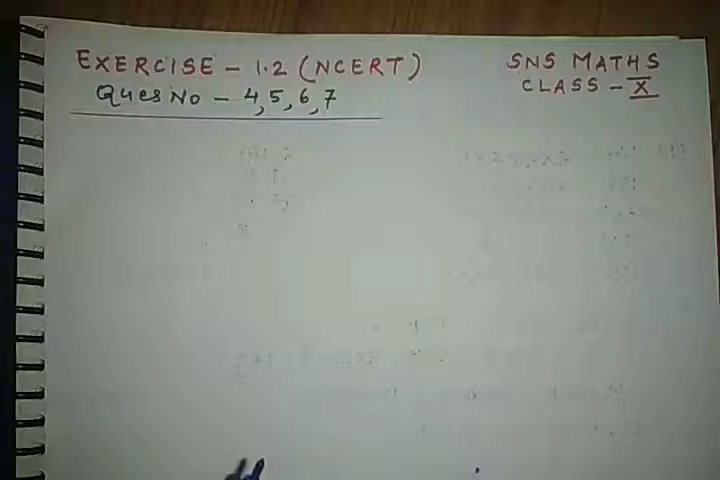 EXERCISE - 1.2 (NCERT)
Ques No - 4,5,6,7
SNS MATHS
CLASS - X